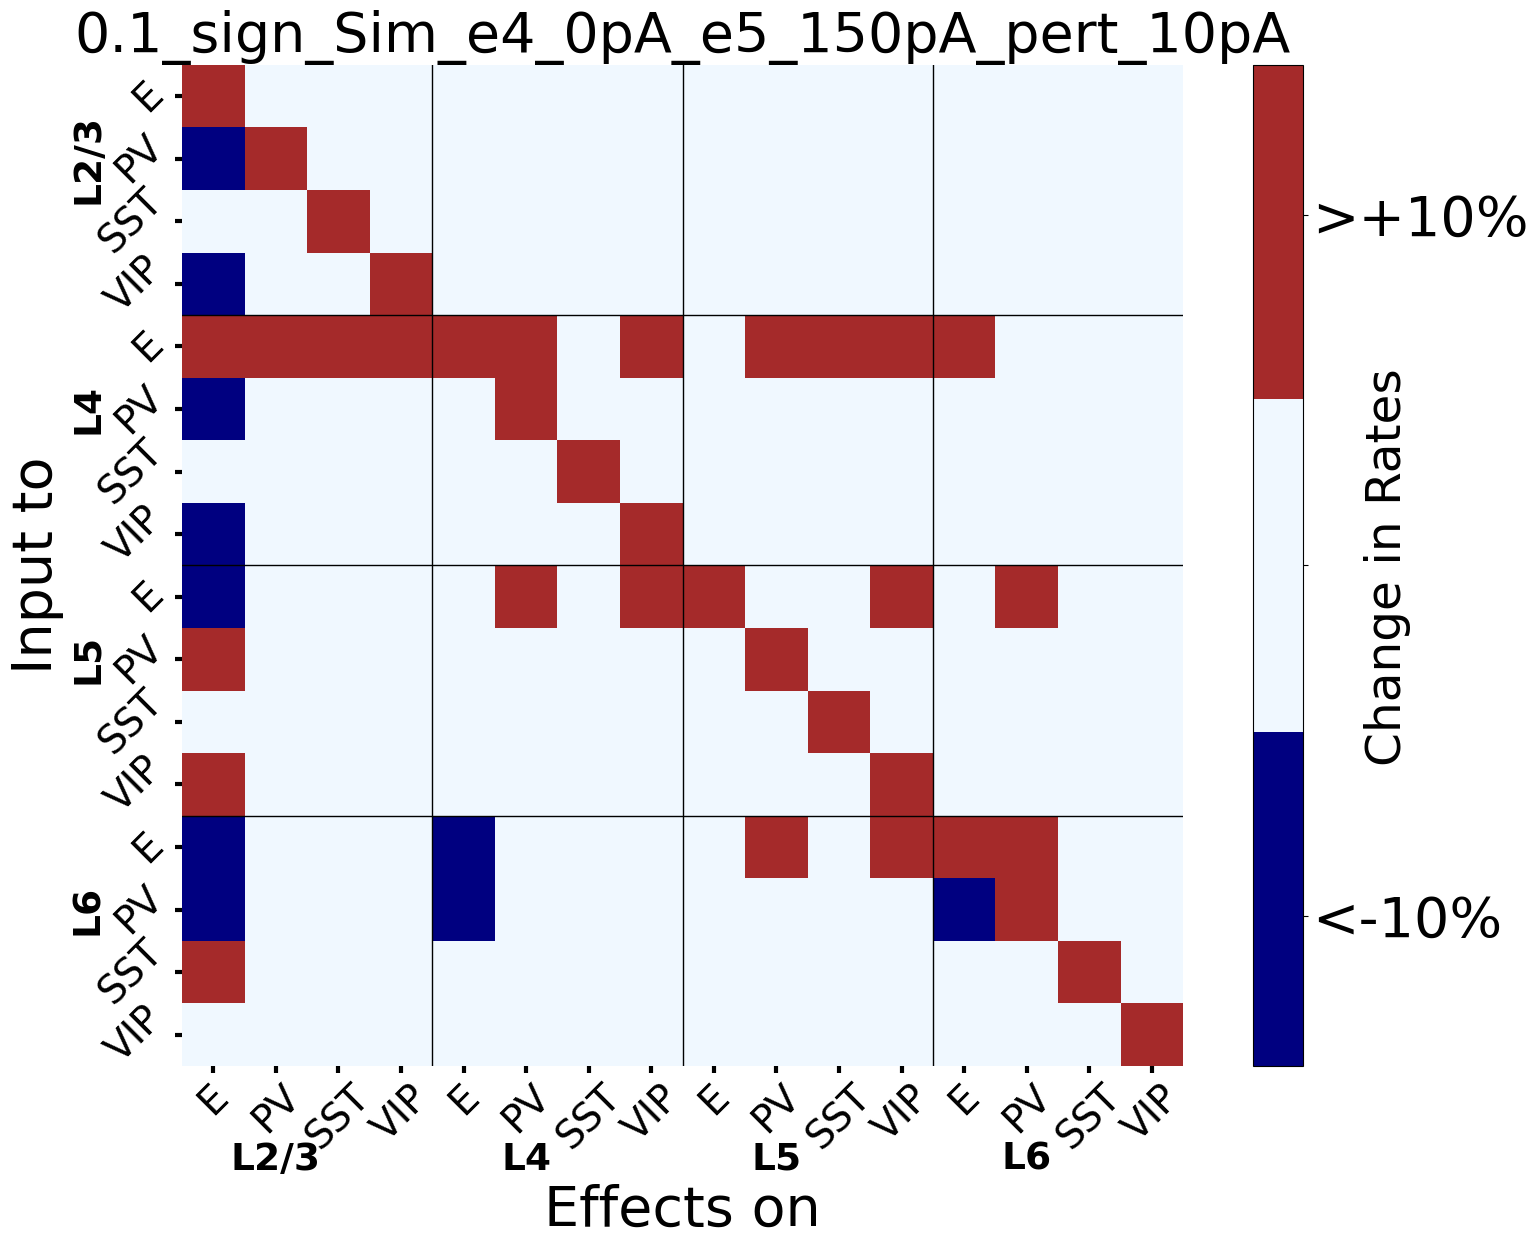 0.1_sign_Sim_e4_0pA_e5_150pA_pert_10pA
Input to
L2/3
E
PV
SST
VIP
L4
E
PV
SST
VIP
L5
E
PV
SST
VIP
L6
E
PV
SST
VIP
E PV SST VIP E PV SST VIP E PV SST VIP E PV SST VIP
L2/3 L4 L5 L6
Effects on
>+10%
<-10%
Change in Rates